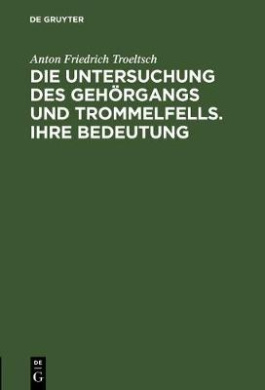 DE GRUYTER
Anton Friedrich Troeltsch
DIE UNTERSUCHUNG
DES GEHÖRGANGS
UND TROMMELFELLS.
IHRE BEDEUTUNG
DE
G